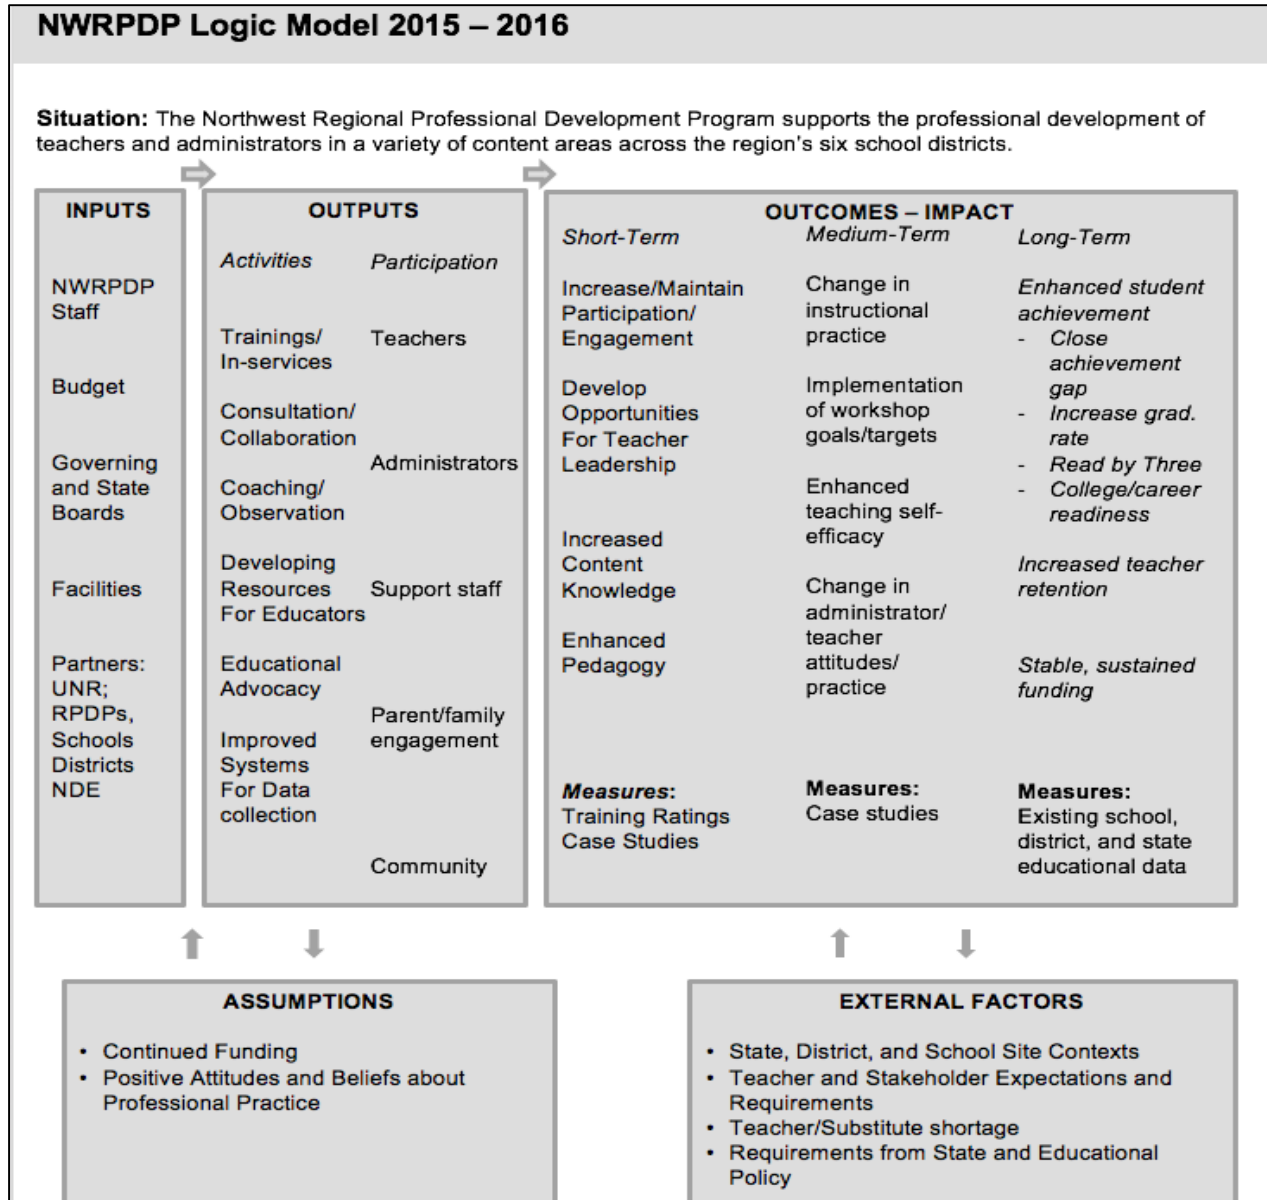 NWRPDP Logic Model 2015 – 2016
Situation: The Northwest Regional Professional Development Program supports the professional development of
teachers and administrators in a variety of content areas across the region's six school districts.
INPUTS
NWRPDP
Staff
Budget
Governing
and State
Boards
Facilities
Partners:
UNR;
RPDPs,
Schools
Districts
NDE
OUTPUTS
Activities
Trainings/
In-services
Consultation/
Collaboration
Coaching/
Observation
Developing
Resources
For Educators
Educational
Advocacy
Improved
Systems
For Data
collection
Participation
Teachers
Administrators
Support staff
Parent/family
engagement
Community
OUTCOMES – IMPACT
Short-Term
Increase/Maintain
Participation/
Engagement
Develop
Opportunities
For Teacher
Leadership
Increased
Content
Knowledge
Enhanced
Pedagogy
Measures:
Training Ratings
Case Studies
Medium-Term
Change in
instructional
practice
Implementation
of workshop
goals/targets
Enhanced
teaching self-
efficacy
Change in
administrator/
teacher
attitudes/
practice
Measures:
Case studies
Long-Term
Enhanced student
achievement
- Close
achievement
gap
- Increase grad.
rate
- Read by Three
- College/career
readiness
Increased teacher
retention
Stable, sustained
funding
Measures:
Existing school,
district, and state
educational data
ASSUMPTIONS
• Continued Funding
• Positive Attitudes and Beliefs about
Professional Practice
EXTERNAL FACTORS
• State, District, and School Site Contexts
• Teacher and Stakeholder Expectations and
Requirements
• Teacher/Substitute shortage
• Requirements from State and Educational
Policy